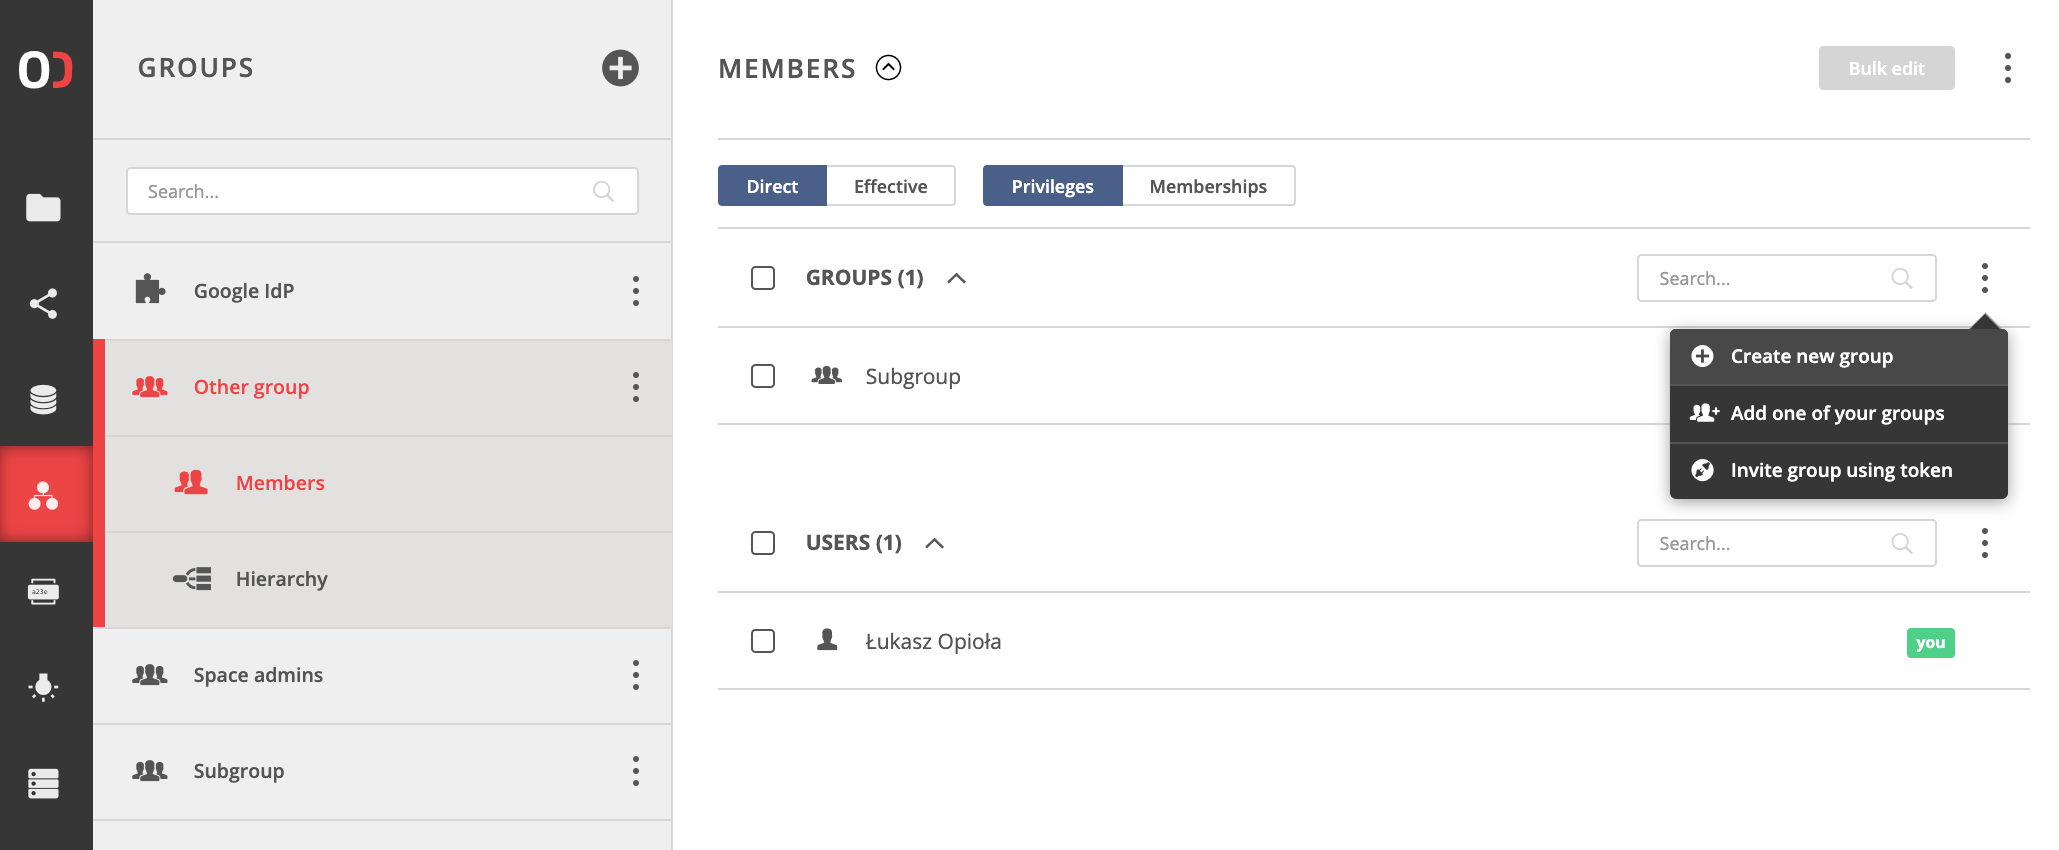 GROUPS
Search...
Google IdP
Other group
Members
Hierarchy
Space admins
Subgroup
a23e
MEMBERS
Bulk edit
Direct Effective Privileges Memberships
GROUPS (1)
Search...
Subgroup
Create new group
Add one of your groups
Invite group using token
USERS (1)
Search...
Łukasz Opioła
you